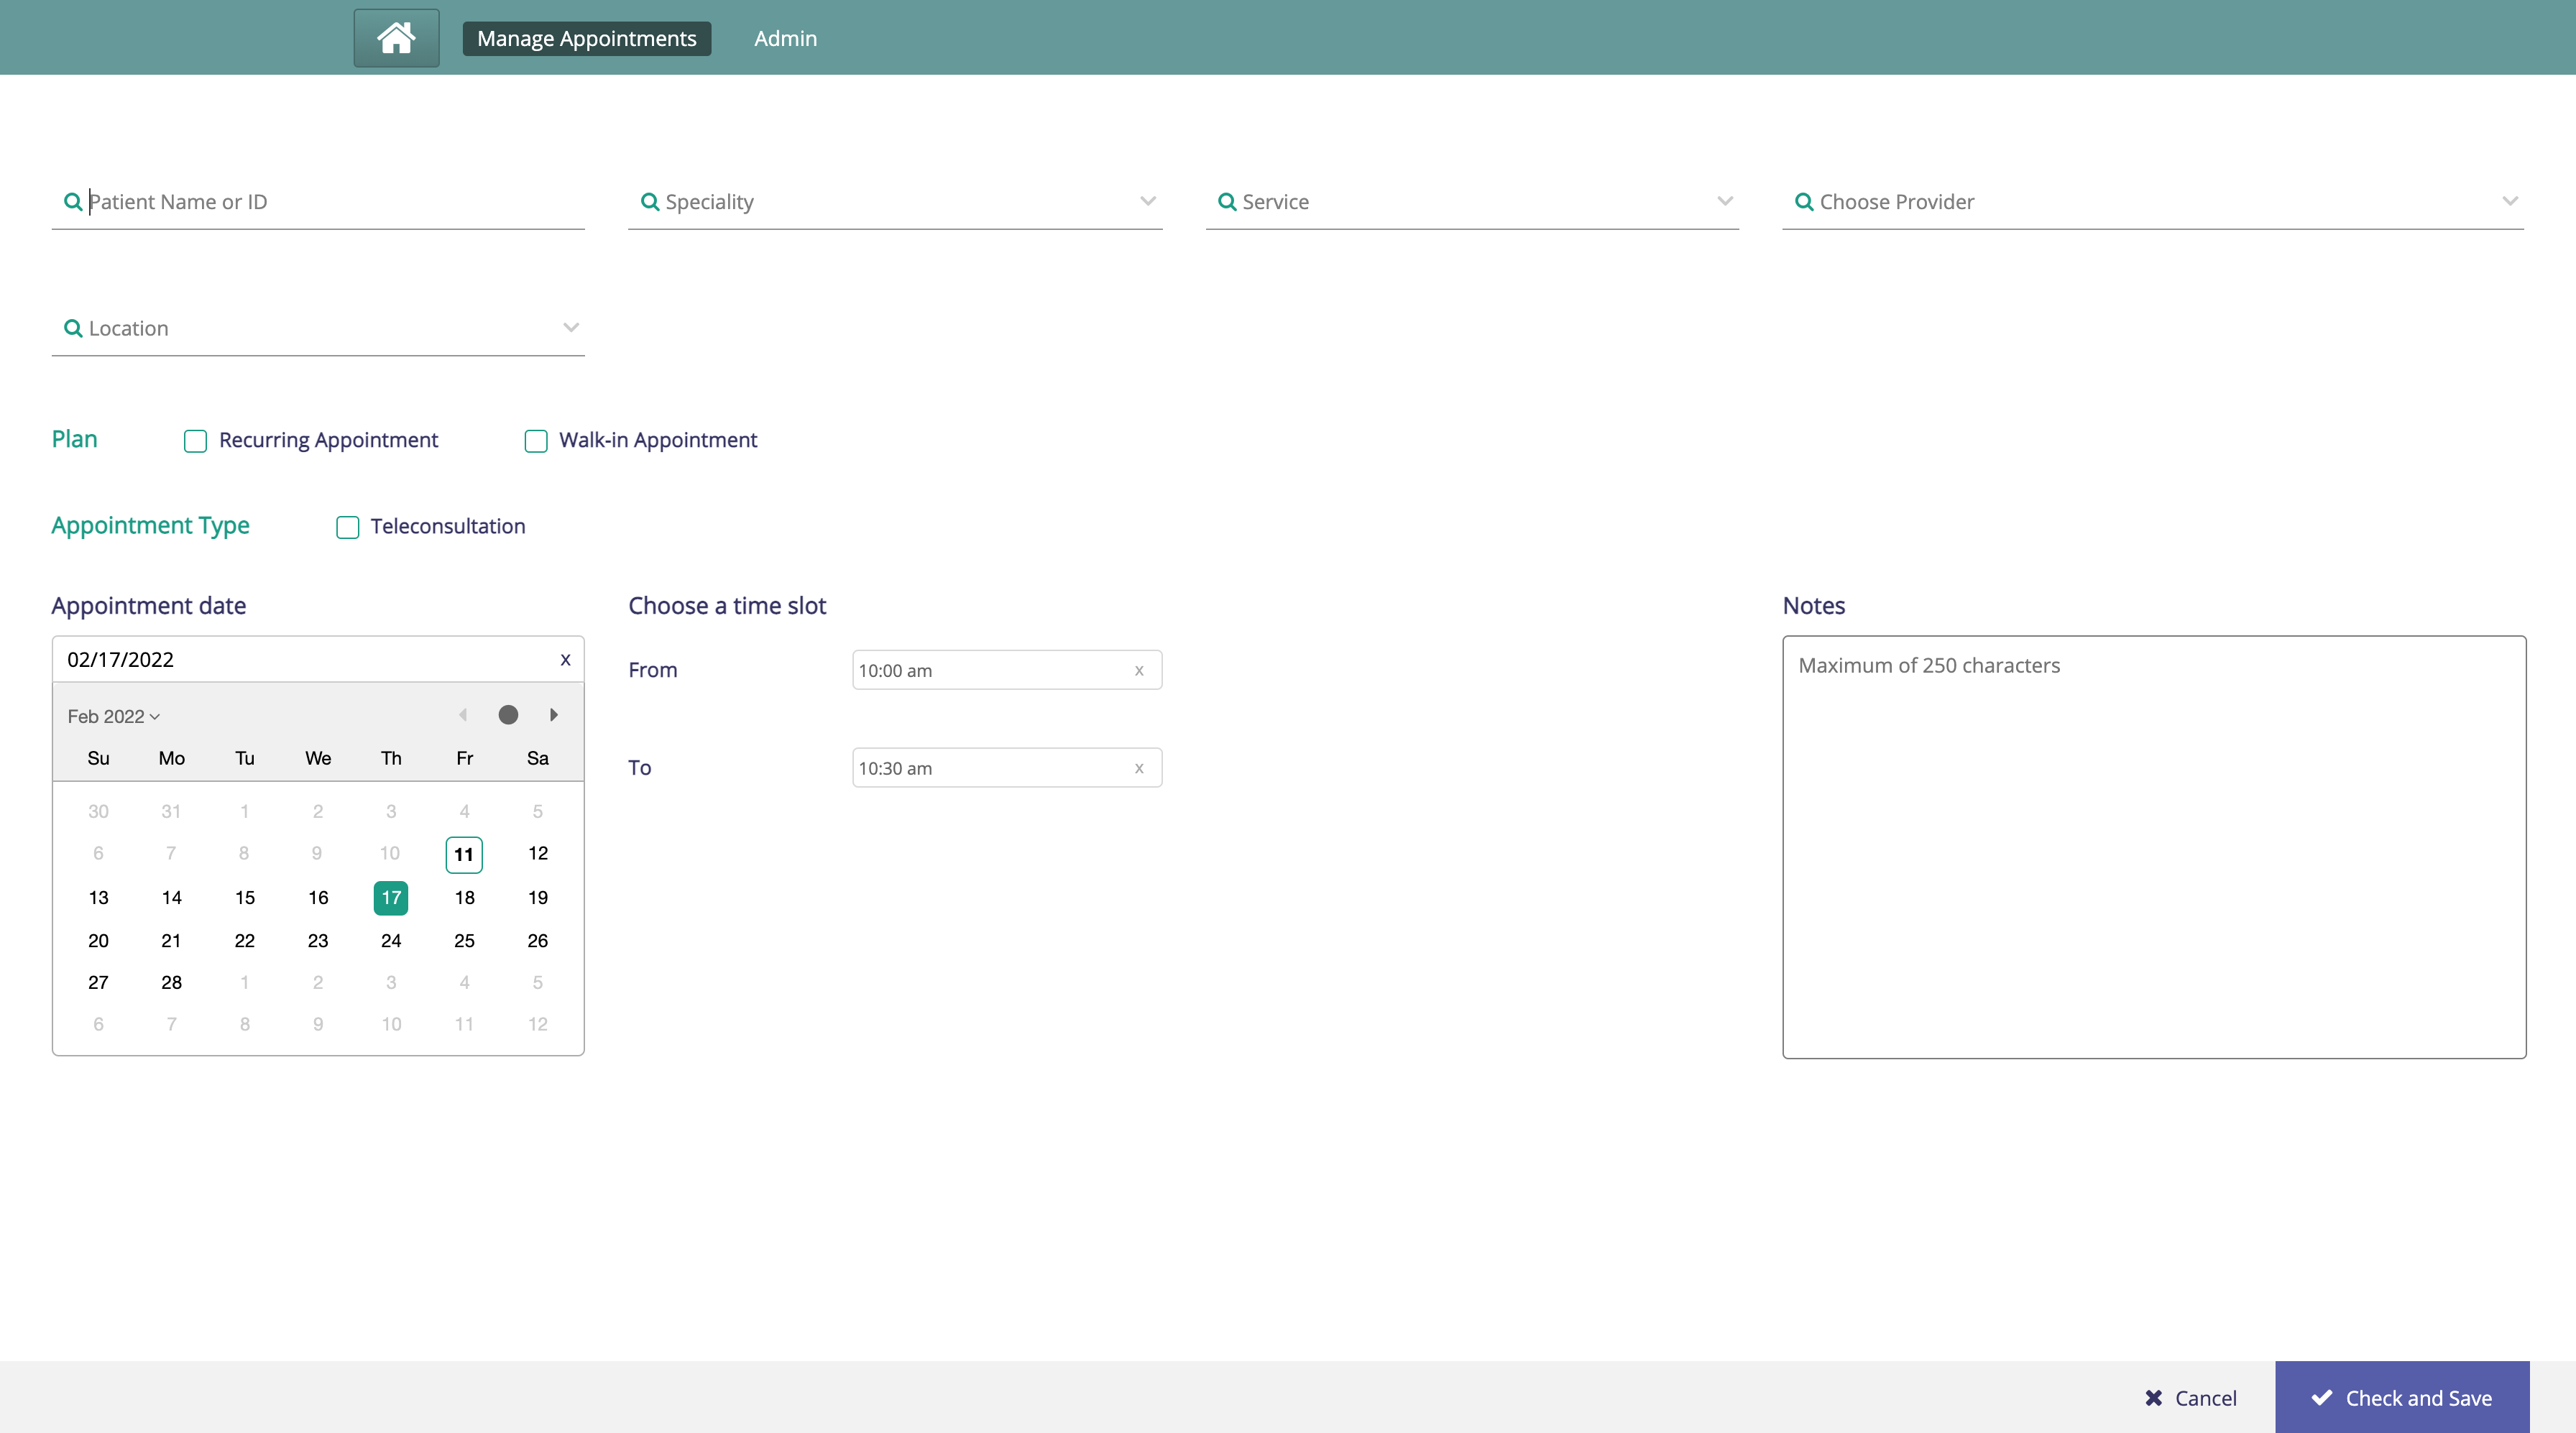 Manage Appointments Admin
Patient Name or ID Speciality Service Choose Provider
Location
Plan Recurring Appointment Walk-in Appointment
Appointment Type Teleconsultation
Appointment date Choose a time slot Notes
02/17/2022 x
From 10:00 am x
Maximum of 250 characters
Feb 2022
Su Mo Tu We Th Fr Sa
To 10:30 am x
30 31 1 2 3 4 5
6 7 8 9 10 11 12
13 14 15 16 17 18 19
20 21 22 23 24 25 26
27 28 1 2 3 4 5
6 7 8 9 10 11 12
Cancel Check and Save